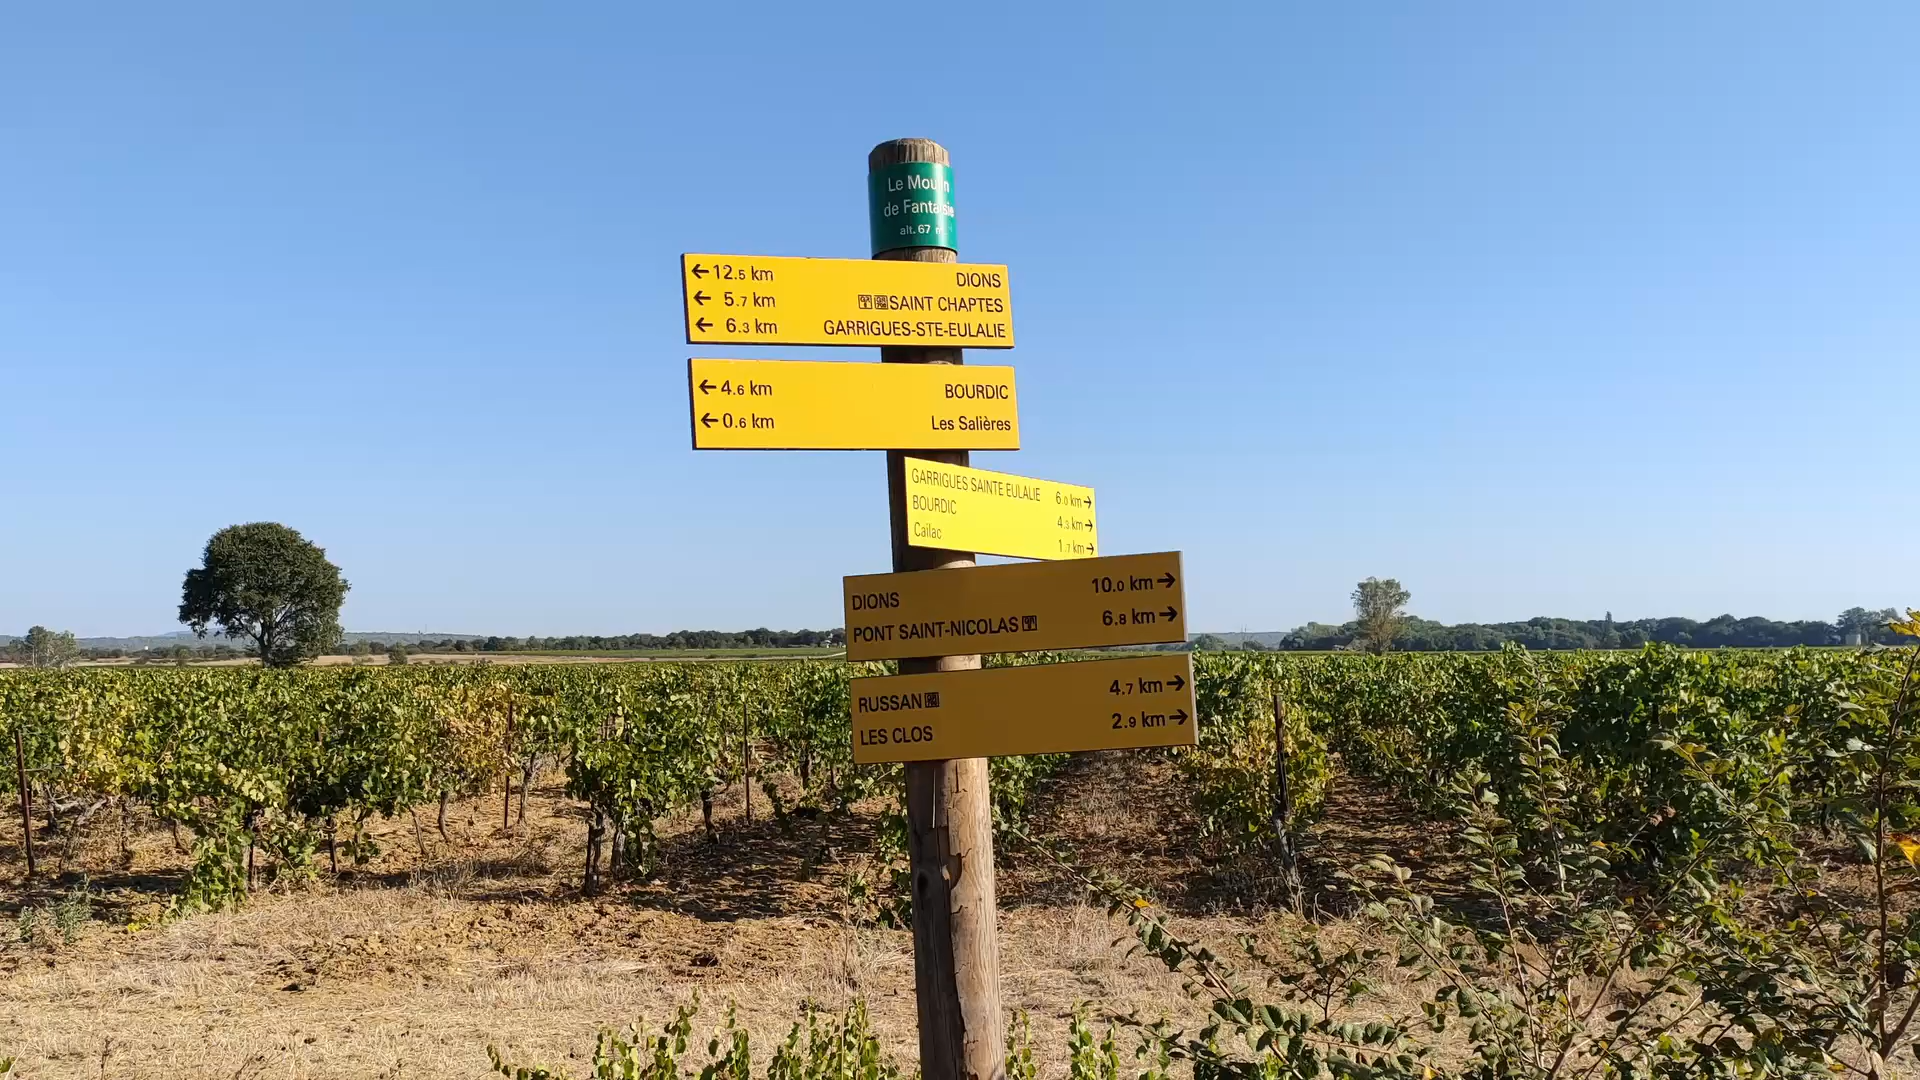 Le Moulin
de Fantaisie
alt. 67 m
← 12.5 km DIONS
← 5.7 km SAINT CHAPTES
← 6.3 km GARRIGUES-STE-EULALIE
← 4.6 km BOURDIC
← 0.6 km Les Salières
GARRIGUES SAINTE EULALIE 6.0 km →
BOURDIC 4.3 km →
Caïlac 1.7 km →
DIONS 10.0 km →
PONT SAINT-NICOLAS 6.8 km →
RUSSAN 4.7 km →
LES CLOS 2.9 km →